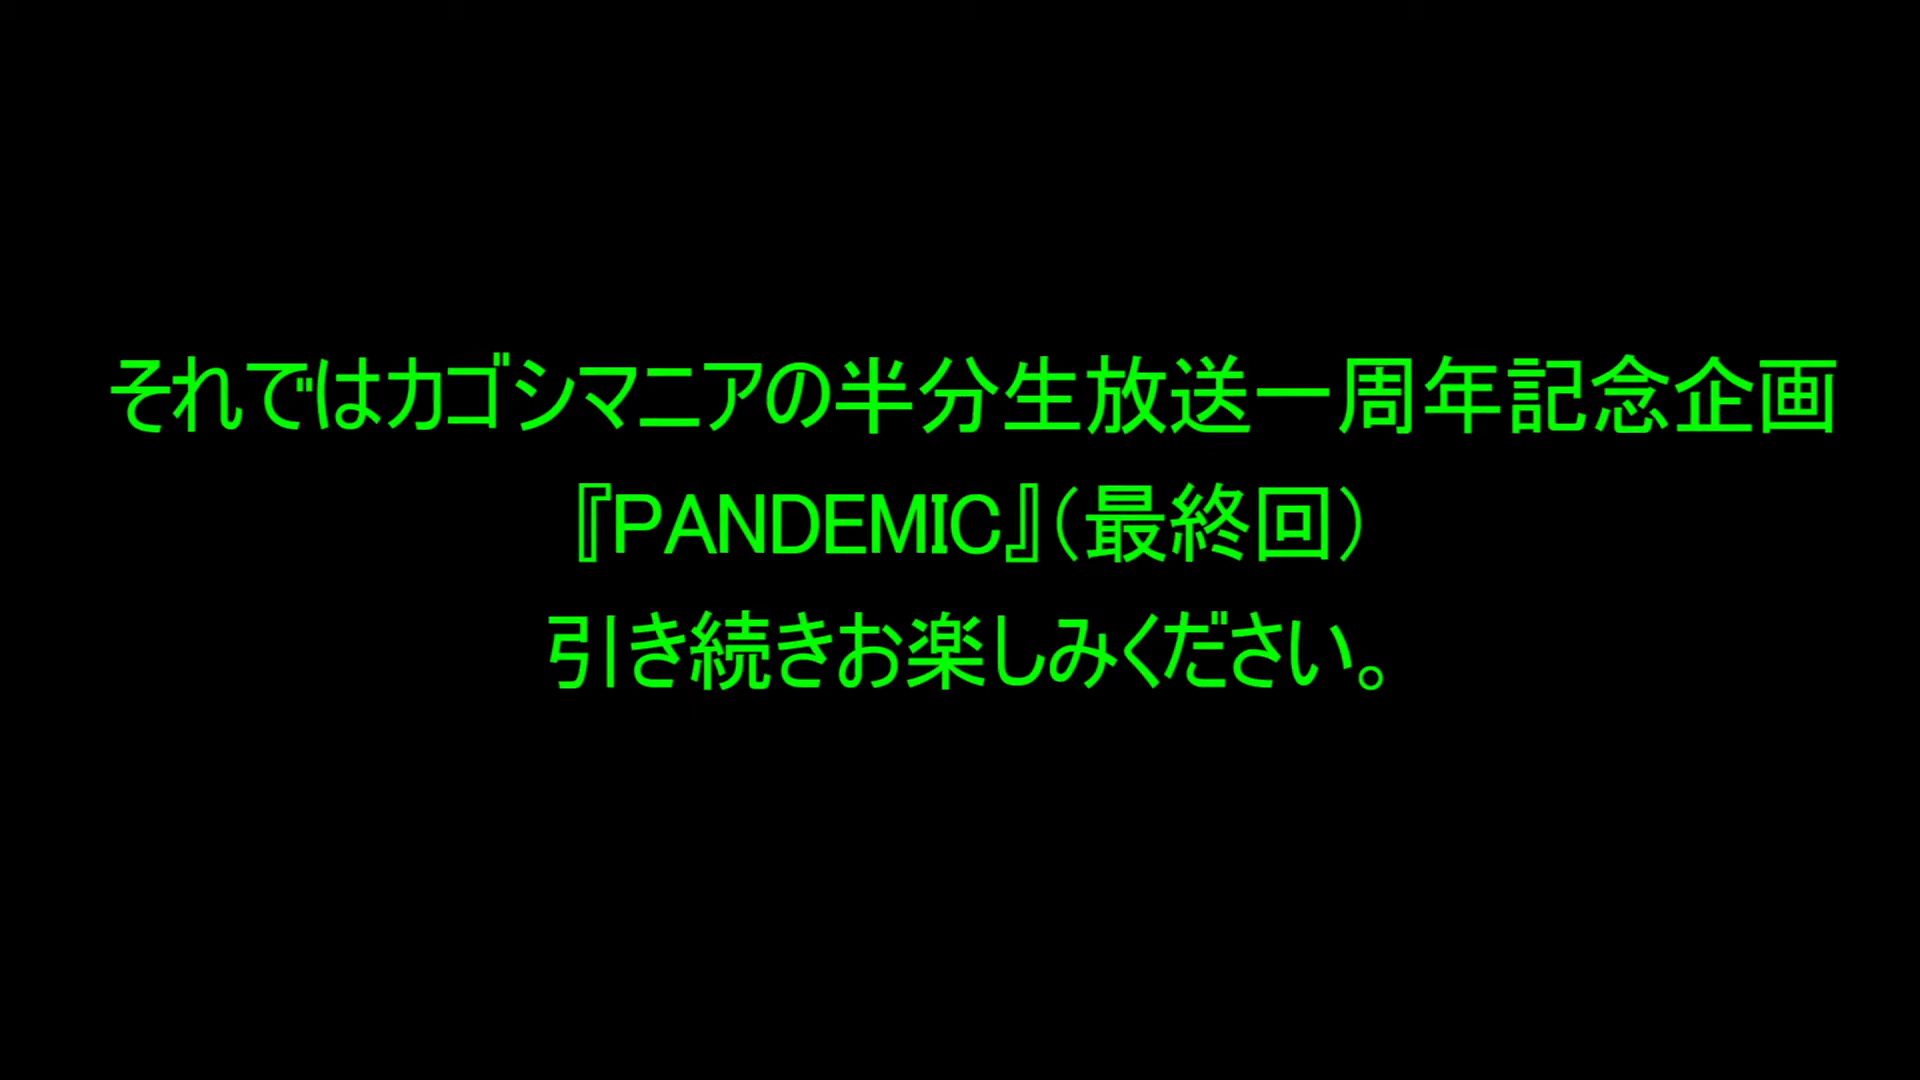 それではカゴシマニアの半分生放送一周年記念企画
『PANDEMIC』（最終回）
引き続きお楽しみください。